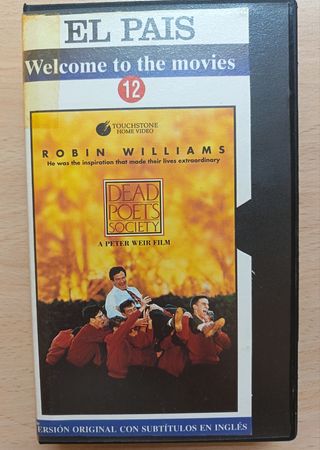 EL PAIS
Welcome to the movies
12
TOUCHSTONE
HOME VIDEO
ROBIN WILLIAMS
He was the inspiration that made their lives extraordinary
DEAD
POETS
SOCIETY
A PETER WEIR FILM
ERSIÓN ORIGINAL CON SUBTÍTULOS EN INGLÉS